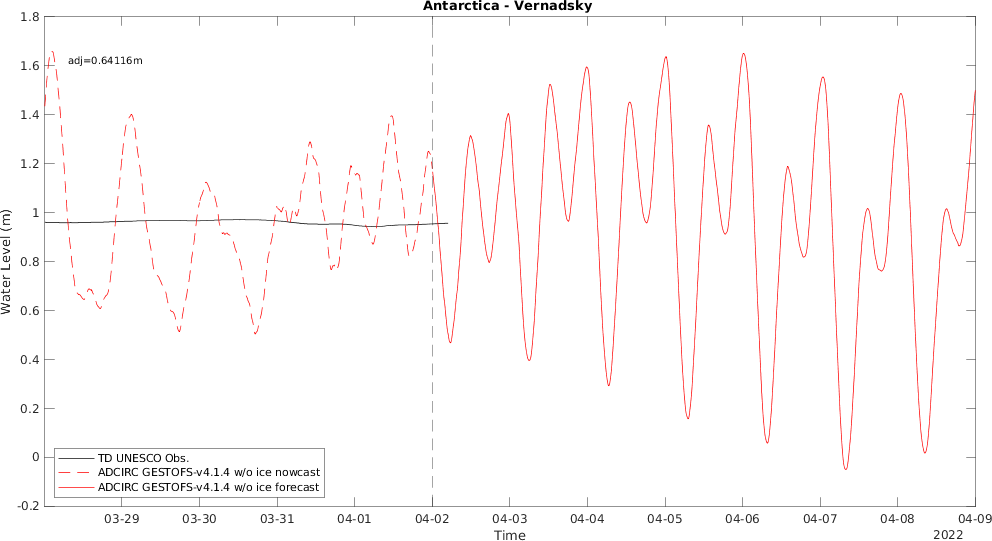 Antarctica - Vernadsky
adj=0.64116m
Water Level (m)
1.8
1.6
1.4
1.2
1
0.8
0.6
0.4
0.2
0
-0.2
TD UNESCO Obs.
ADCIRC GESTOFS-v4.1.4 w/o ice nowcast
ADCIRC GESTOFS-v4.1.4 w/o ice forecast
03-29 03-30 03-31 04-01 04-02 04-03 04-04 04-05 04-06 04-07 04-08 04-09
Time
2022